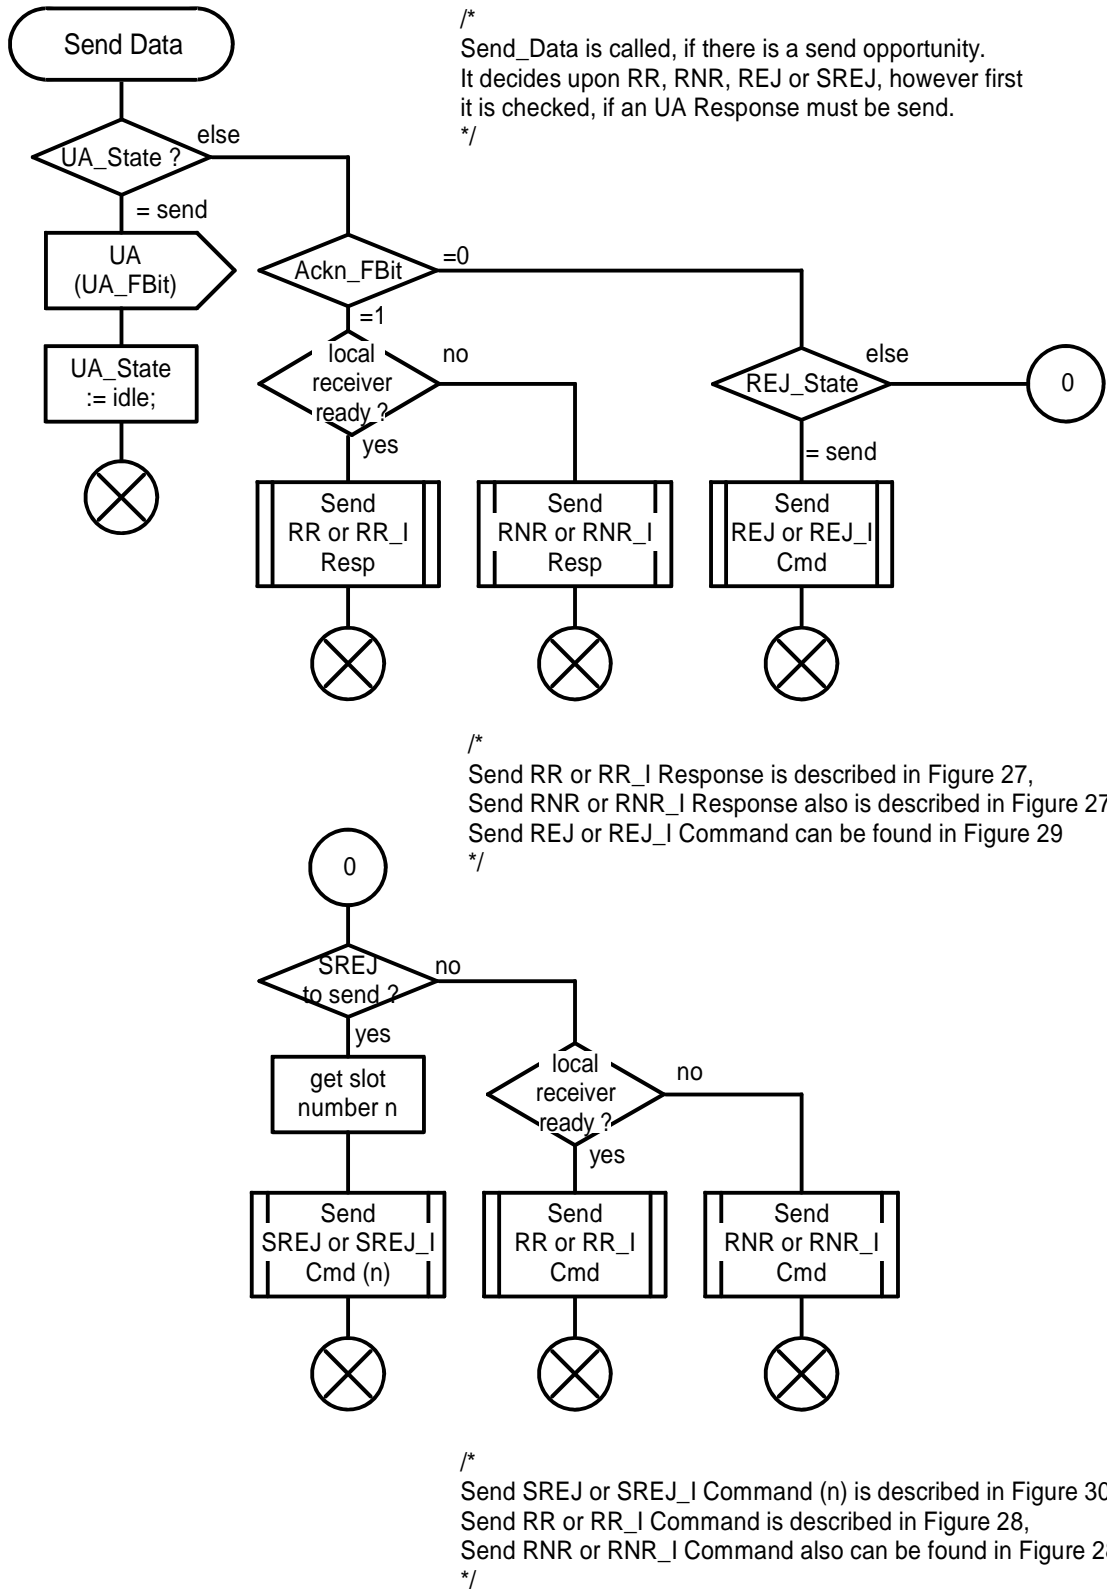 Send Data
/*
Send_Data is called, if there is a send opportunity.
It decides upon RR, RNR, REJ or SREJ, however first
it is checked, if an UA Response must be send.
*/
UA_State ?
else
= send
UA
(UA_FBit)
UA_State
:= idle;
Ackn_FBit
=0
=1
local
receiver
ready ?
no
yes
REJ_State
else
0
= send
Send
RR or RR_I
Resp
Send
RNR or RNR_I
Resp
Send
REJ or REJ_I
Cmd
/*
Send RR or RR_I Response is described in Figure 27,
Send RNR or RNR_I Response also is described in Figure 27
Send REJ or REJ_I Command can be found in Figure 29
*/
0
SREJ
to send ?
no
yes
get slot
number n
local
receiver
ready ?
no
yes
Send
SREJ or SREJ_I
Cmd (n)
Send
RR or RR_I
Cmd
Send
RNR or RNR_I
Cmd
/*
Send SREJ or SREJ_I Command (n) is described in Figure 30
Send RR or RR_I Command is described in Figure 28,
Send RNR or RNR_I Command also can be found in Figure
*/